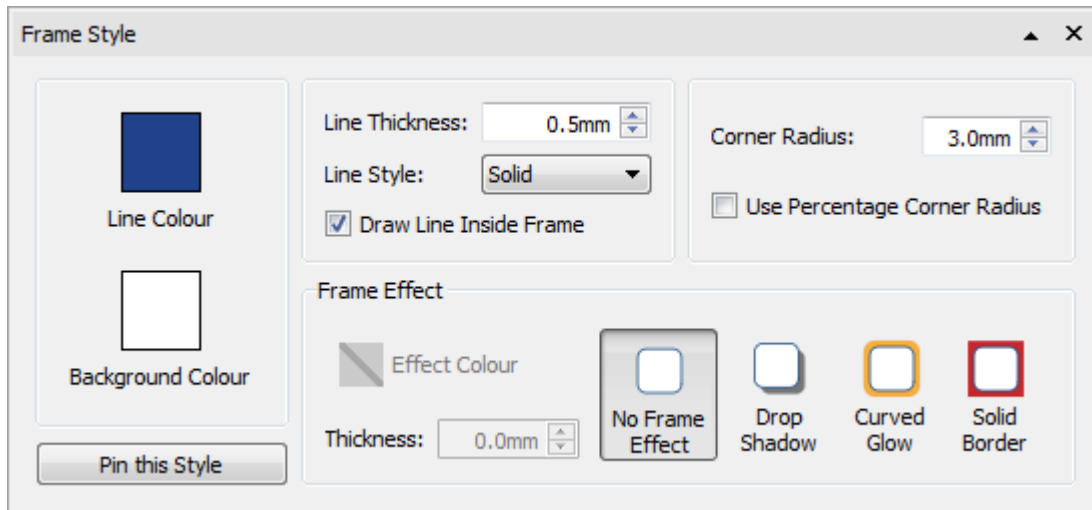 Frame Style
Line Colour
Background Colour
Pin this Style
Line Thickness: 0.5mm
Line Style: Solid
Draw Line Inside Frame
Corner Radius: 3.0mm
Use Percentage Corner Radius
Frame Effect
Effect Colour
Thickness: 0.0mm
No Frame
Effect
Drop
Shadow
Curved
Glow
Solid
Border